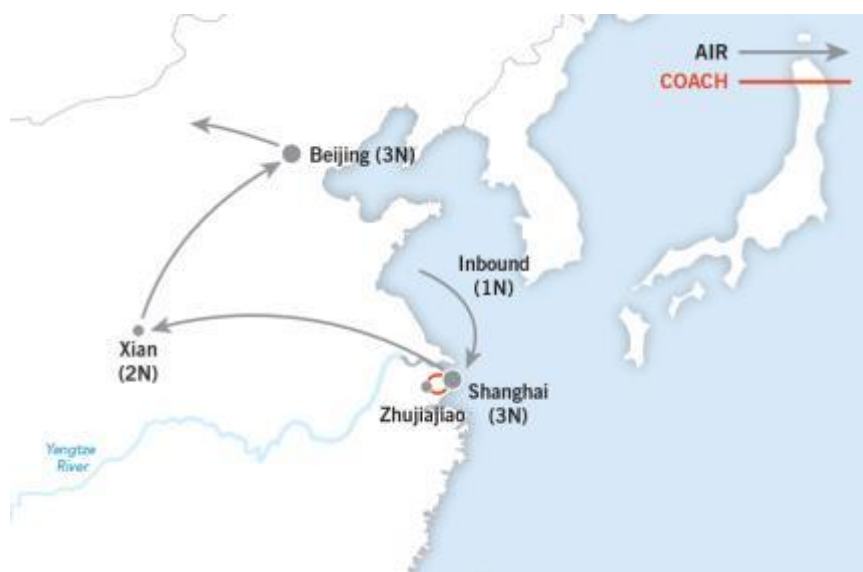 AIR
COACH
Beijing (3N)
Inbound
(1N)
Xian
(2N)
Shanghai
(3N)
Zhujiajiao
Yangtze
River